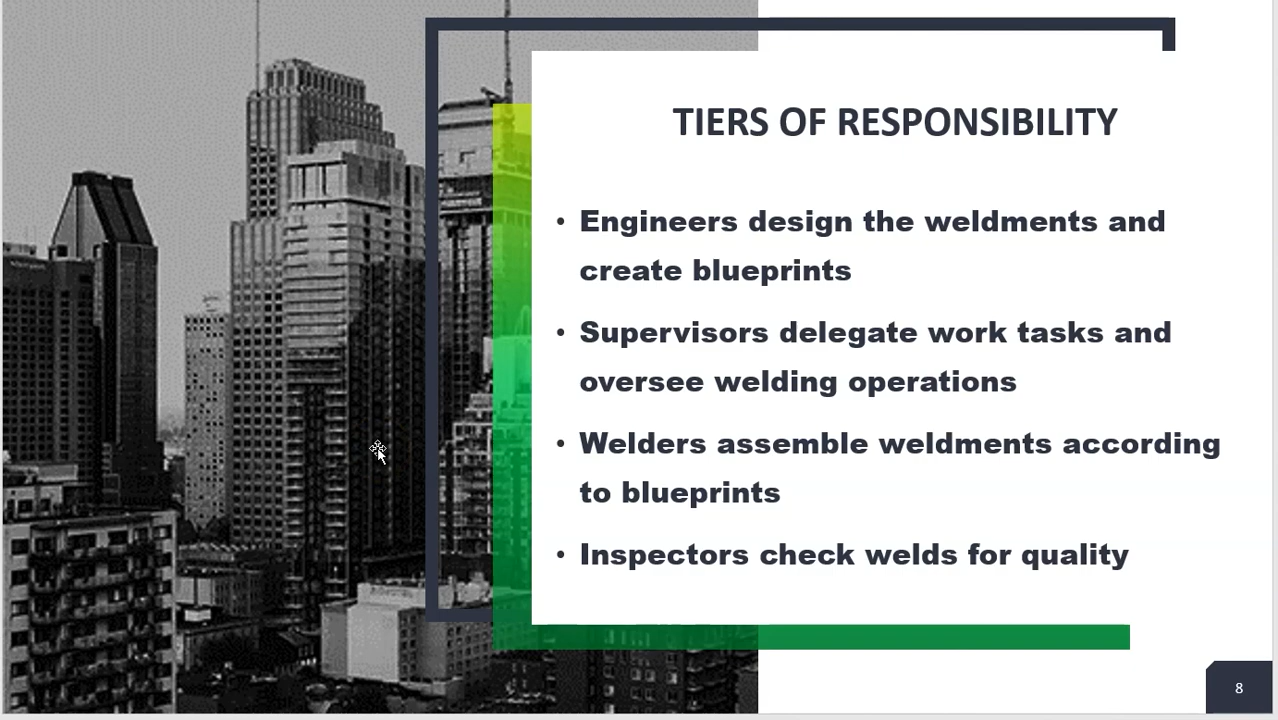 TIERS OF RESPONSIBILITY
• Engineers design the weldments and
create blueprints
• Supervisors delegate work tasks and
oversee welding operations
• Welders assemble weldments according
to blueprints
• Inspectors check welds for quality
8